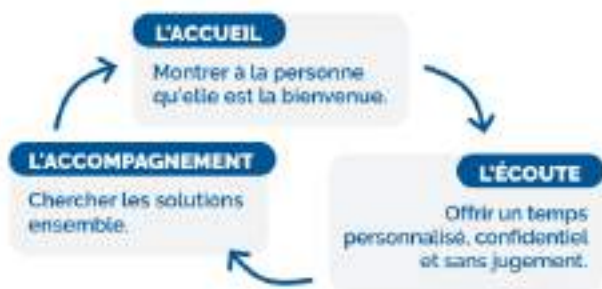 L'ACCUEIL
Montrer à la personne
qu'elle est la bienvenue.
L'ÉCOUTE
Offrir un temps
personnalisé, confidentiel
et sans jugement.
L'ACCOMPAGNEMENT
Chercher les solutions
ensemble.